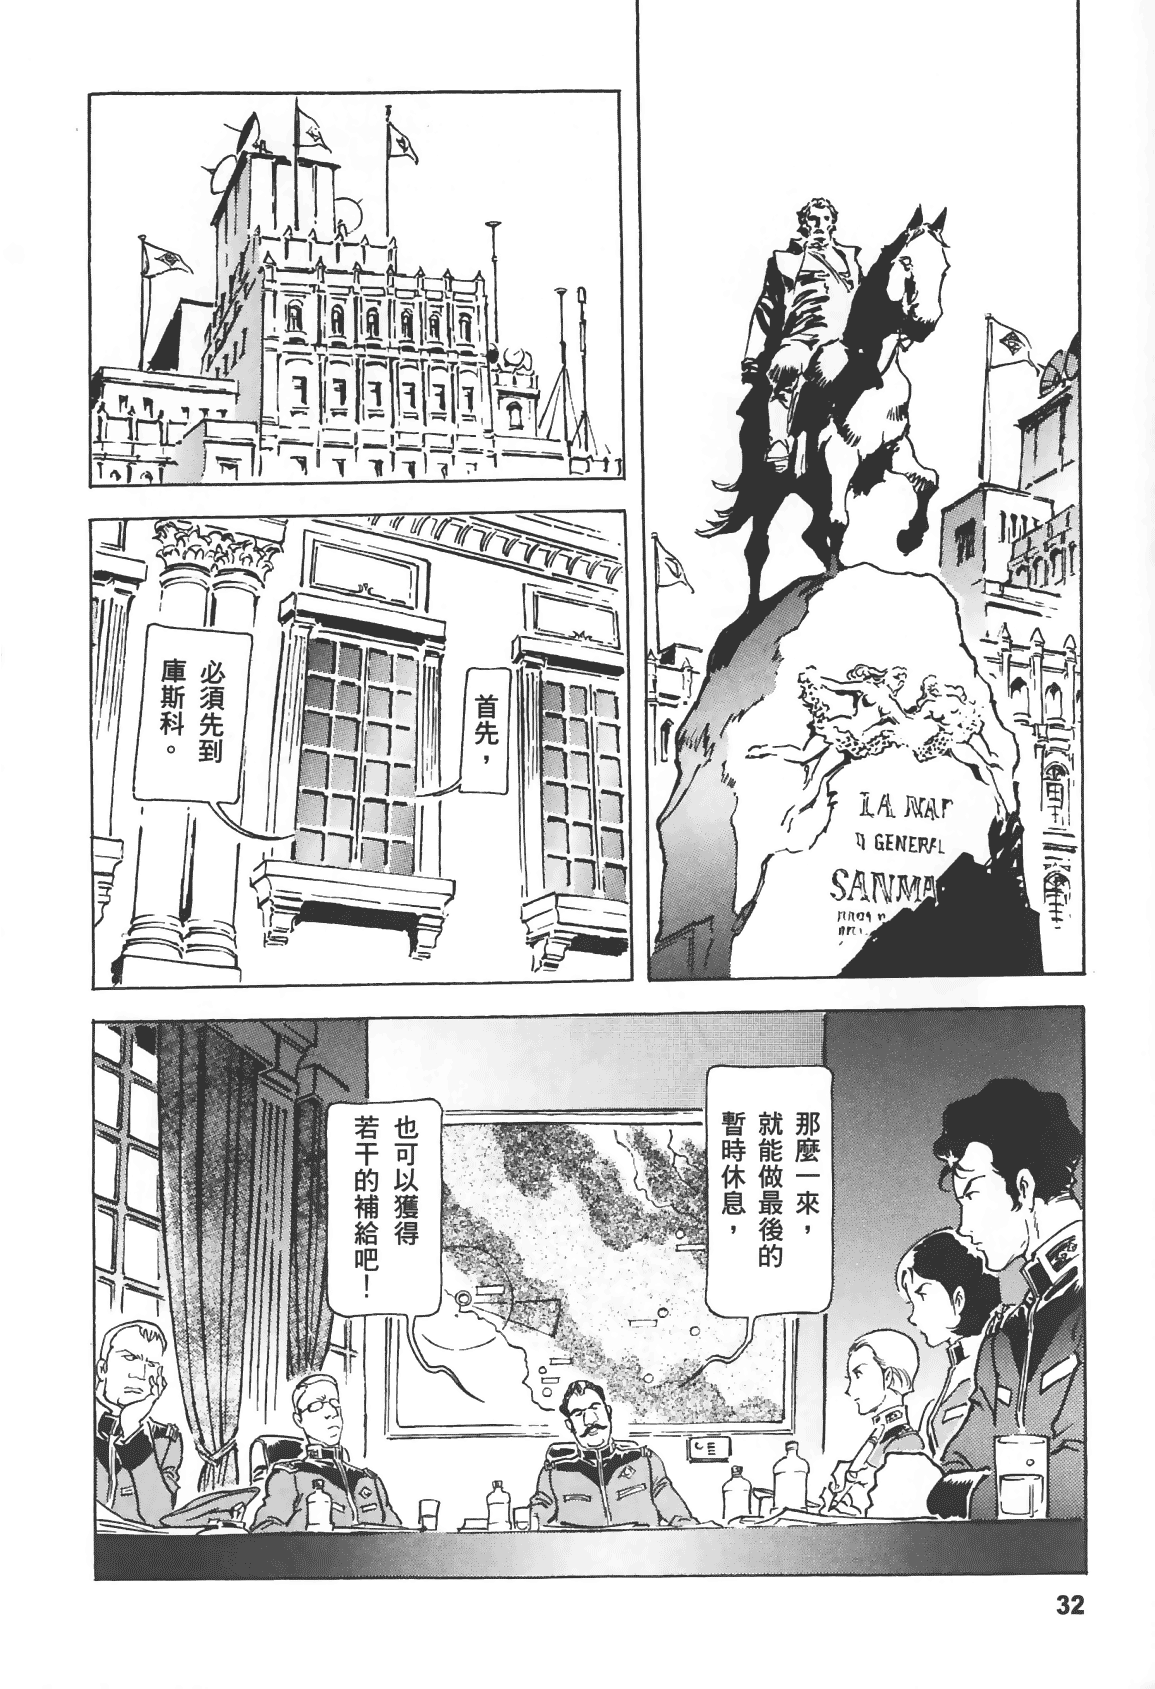 IA NAP
GENERAL
SANMA
首先，
必須先到
庫斯科。
那麼一來，
就能做最後的
暫時休息，
也可以獲得
若干的補給吧！
32